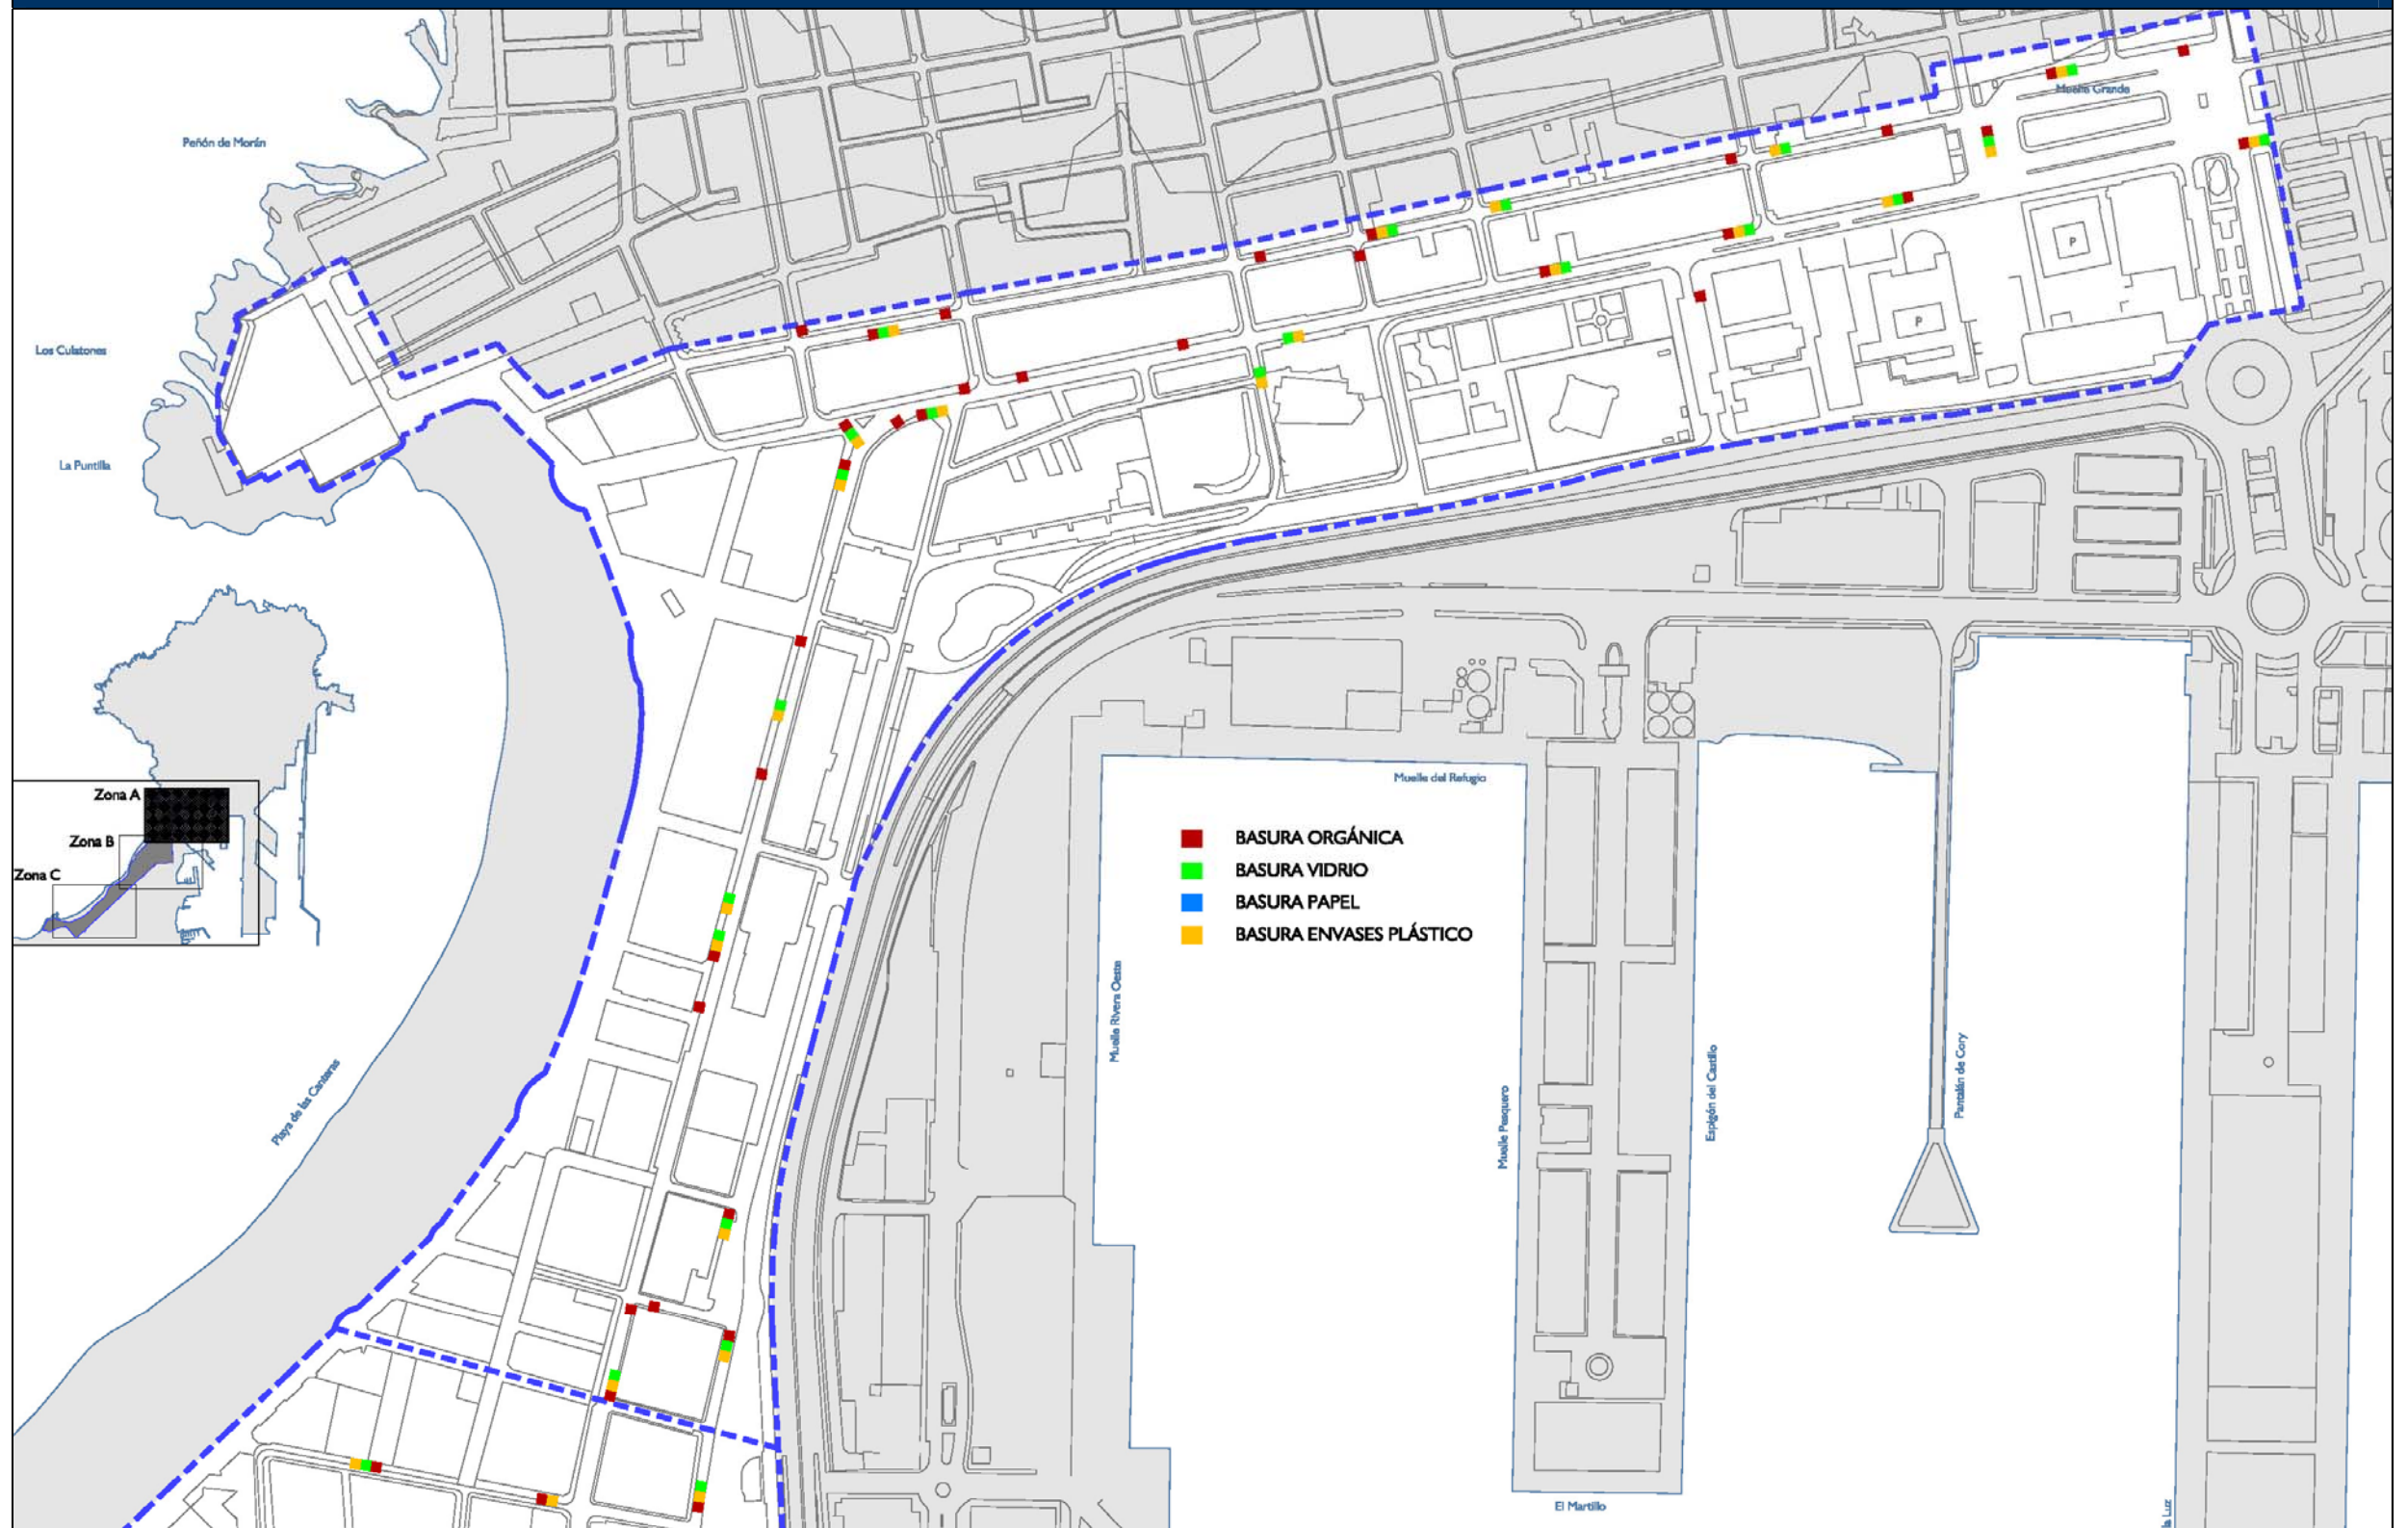 Muelle Grande
Peñón de Morán
P
P
Los Culatones
La Puntilla
Muelle del Refugio
Zona A
Zona B
Zona C
BASURA ORGÁNICA
BASURA VIDRIO
BASURA PAPEL
BASURA ENVASES PLÁSTICO
Muelle Rivera Oeste
Playa de las Canteras
Muelle Pesquero
Espigón del Castillo
Pantalán de Cory
El Martillo
la Luz